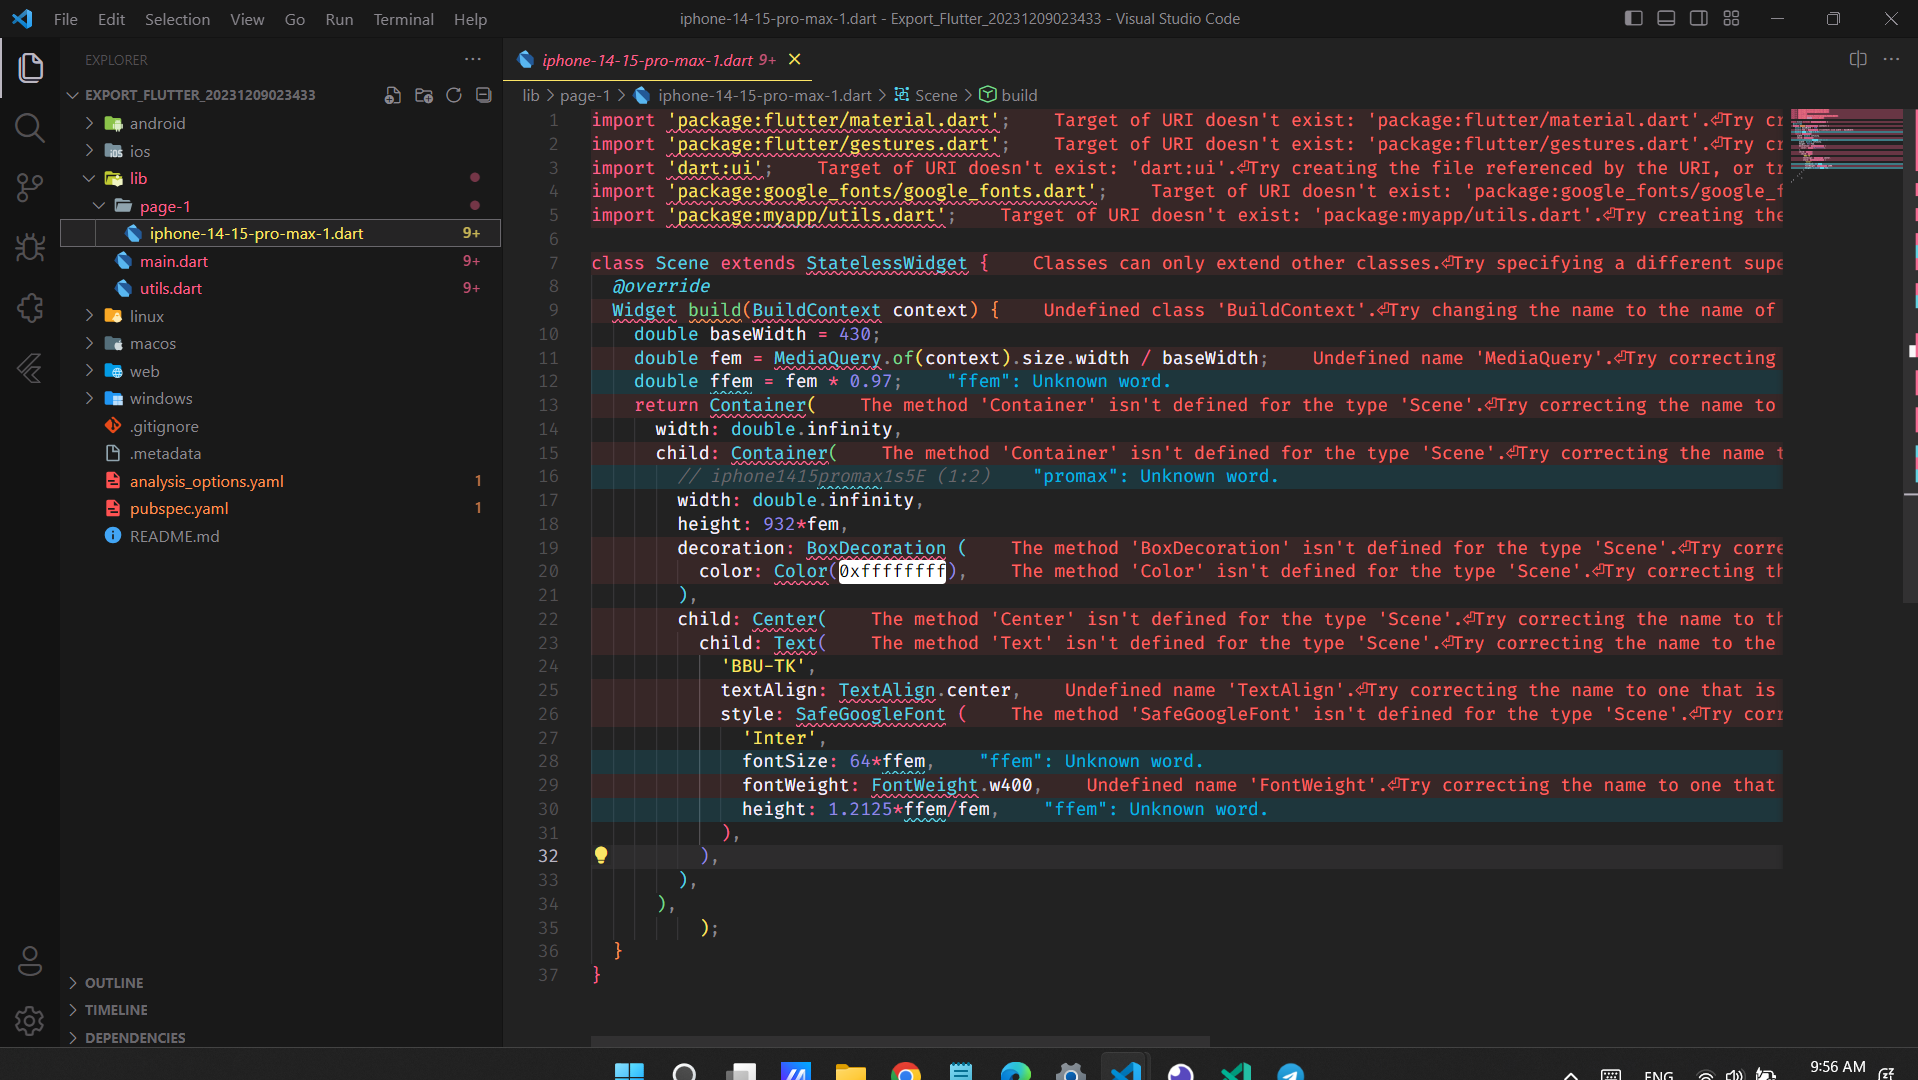 File Edit Selection View Go Run Terminal Help
iphone-14-15-pro-max-1.dart - Export_Flutter_20231209023433 - Visual Studio Code
EXPLORER
iphone-14-15-pro-max-1.dart 9+
EXPORT_FLUTTER_20231209023433
lib > page-1 > iphone-14-15-pro-max-1.dart > Scene > build
android
ios
lib
page-1
iphone-14-15-pro-max-1.dart 9+
main.dart 9+
utils.dart 9+
linux
macos
web
windows
.gitignore
.metadata
analysis_options.yaml 1
pubspec.yaml 1
README.md
OUTLINE
TIMELINE
DEPENDENCIES
1 import 'package:flutter/material.dart'; Target of URI doesn't exist: 'package:flutter/material.dart'.⏎Try cr
2 import 'package:flutter/gestures.dart'; Target of URI doesn't exist: 'package:flutter/gestures.dart'.⏎Try cr
3 import 'dart:ui'; Target of URI doesn't exist: 'dart:ui'.⏎Try creating the file referenced by the URI, or tr
4 import 'package:google_fonts/google_fonts.dart'; Target of URI doesn't exist: 'package:google_fonts/google_f
5 import 'package:myapp/utils.dart'; Target of URI doesn't exist: 'package:myapp/utils.dart'.⏎Try creating the
6
7 class Scene extends StatelessWidget { Classes can only extend other classes.⏎Try specifying a different supe
8 @override
9 Widget build(BuildContext context) { Undefined class 'BuildContext'.⏎Try changing the name to the name of
10 double baseWidth = 430;
11 double fem = MediaQuery.of(context).size.width / baseWidth; Undefined name 'MediaQuery'.⏎Try correcting
12 double ffem = fem * 0.97; "ffem": Unknown word.
13 return Container( The method 'Container' isn't defined for the type 'Scene'.⏎Try correcting the name to
14 width: double.infinity,
15 child: Container( The method 'Container' isn't defined for the type 'Scene'.⏎Try correcting the name t
16 // iphone1415promax1s5E (1:2) "promax": Unknown word.
17 width: double.infinity,
18 height: 932*fem,
19 decoration: BoxDecoration ( The method 'BoxDecoration' isn't defined for the type 'Scene'.⏎Try corre
20 color: Color(0xffffffff), The method 'Color' isn't defined for the type 'Scene'.⏎Try correcting th
21 ),
22 child: Center( The method 'Center' isn't defined for the type 'Scene'.⏎Try correcting the name to th
23 child: Text( The method 'Text' isn't defined for the type 'Scene'.⏎Try correcting the name to the
24 'BBU-TK',
25 textAlign: TextAlign.center, Undefined name 'TextAlign'.⏎Try correcting the name to one that is
26 style: SafeGoogleFont ( The method 'SafeGoogleFont' isn't defined for the type 'Scene'.⏎Try corr
27 'Inter',
28 fontSize: 64*ffem, "ffem": Unknown word.
29 fontWeight: FontWeight.w400, Undefined name 'FontWeight'.⏎Try correcting the name to one that
30 height: 1.2125*ffem/fem, "ffem": Unknown word.
31 ),
32 ),
33 ),
34 ),
35 );
36 }
37 }
ENG
9:56 AM